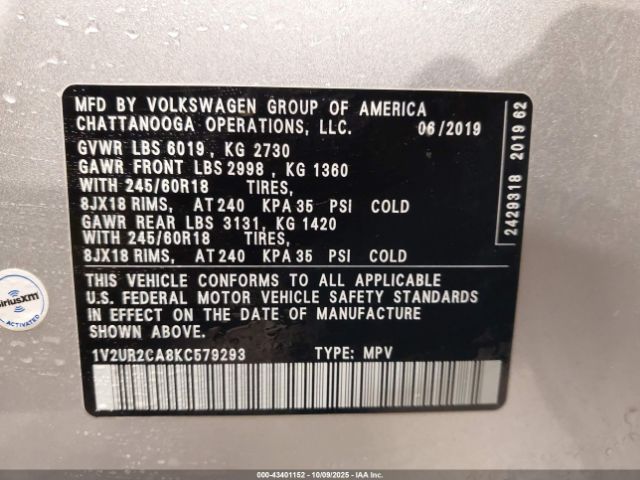 MFD BY VOLKSWAGEN GROUP OF AMERICA
CHATTANOOGA OPERATIONS, LLC. 06/2019
GVWR LBS 6019, KG 2730
GAWR FRONT LBS 2998, KG 1360
WITH 245/60R18 TIRES,
8JX18 RIMS, AT 240 KPA 35 PSI COLD
GAWR REAR LBS 3131, KG 1420
WITH 245/60R18 TIRES,
8JX18 RIMS, AT 240 KPA 35 PSI COLD
THIS VEHICLE CONFORMS TO ALL APPLICABLE
U.S. FEDERAL MOTOR VEHICLE SAFETY STANDARDS
IN EFFECT ON THE DATE OF MANUFACTURE
SHOWN ABOVE.
1V2UR2CA8KC579293 TYPE: MPV
2429318 2019 62
SiriusXM
ACTIVATED
000-43401152 - 10/09/2025 - IAA Inc.